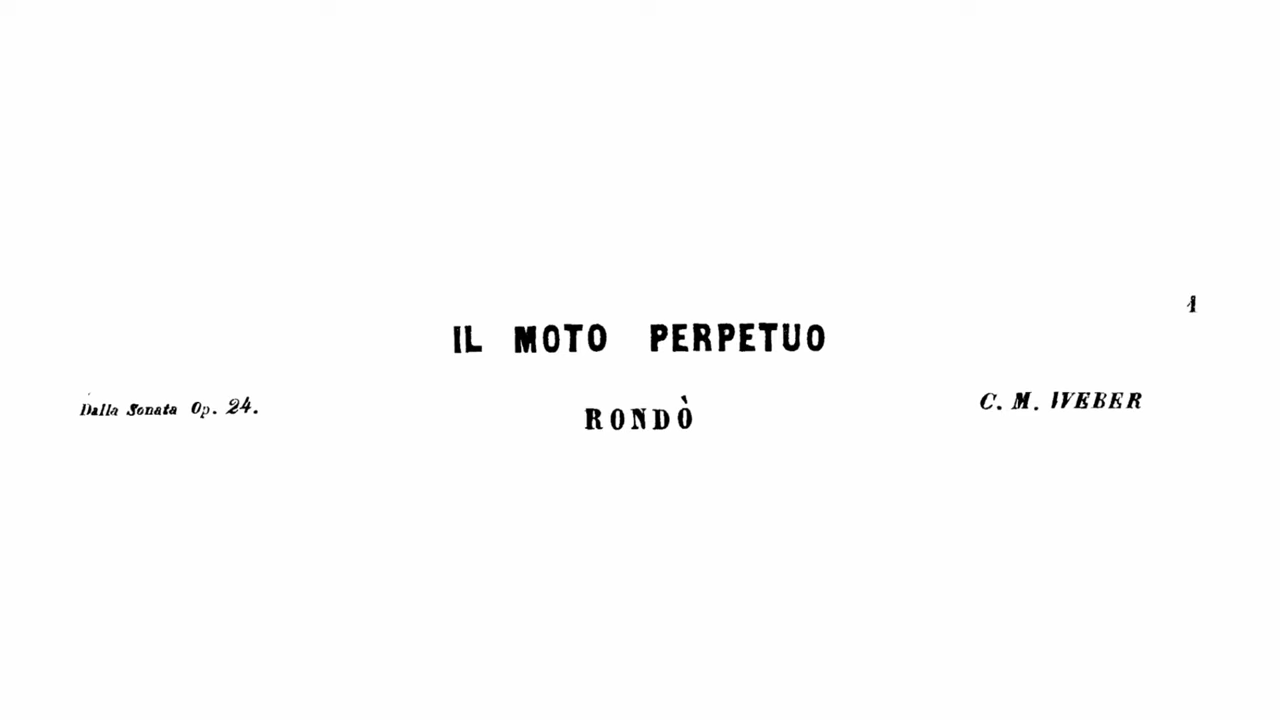 1
IL MOTO PERPETUO
Dalla Sonata Op. 24.
RONDÒ
C. M. WEBER